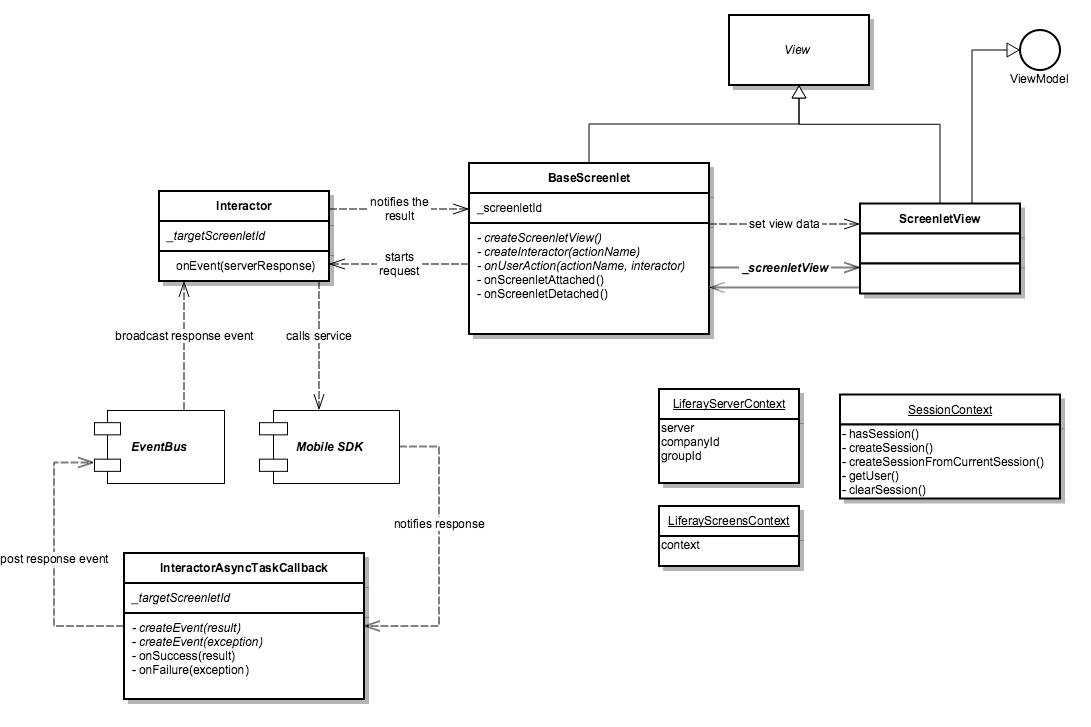 View
ViewModel
BaseScreenlet
_screenletId
- createScreenletView()
- createInteractor(actionName)
- onUserAction(actionName, interactor)
- onScreenletAttached()
- onScreenletDetached()
Interactor
_targetScreenletId
onEvent(serverResponse)
notifies the
result
starts
request
set view data
_screenletView
ScreenletView
broadcast response event
calls service
EventBus
Mobile SDK
notifies response
post response event
InteractorAsyncTaskCallback
_targetScreenletId
- createEvent(result)
- createEvent(exception)
- onSuccess(result)
- onFailure(exception)
LiferayServerContext
server
companyId
groupId
SessionContext
- hasSession()
- createSession()
- createSessionFromCurrentSession()
- getUser()
- clearSession()
LiferayScreensContext
context